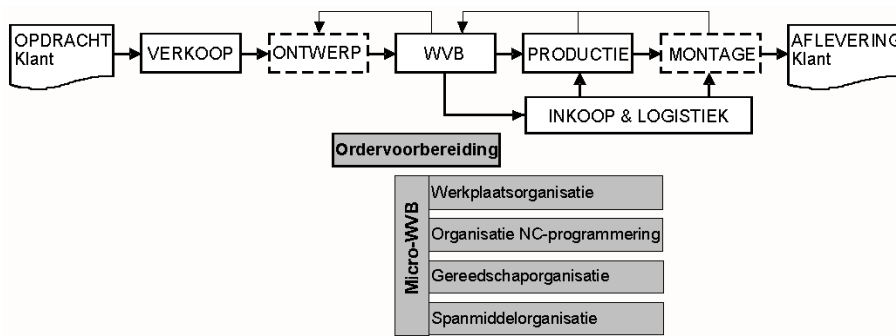 OPDRACHT
Klant
VERKOOP
ONTWERP
WVB
PRODUCTIE
MONTAGE
AFLEVERING
Klant
INKOOP & LOGISTIEK
Ordervoorbereiding
Micro-WVB
Werkplaatsorganisatie
Organisatie NC-programmering
Gereedschaporganisatie
Spanmiddelorganisatie